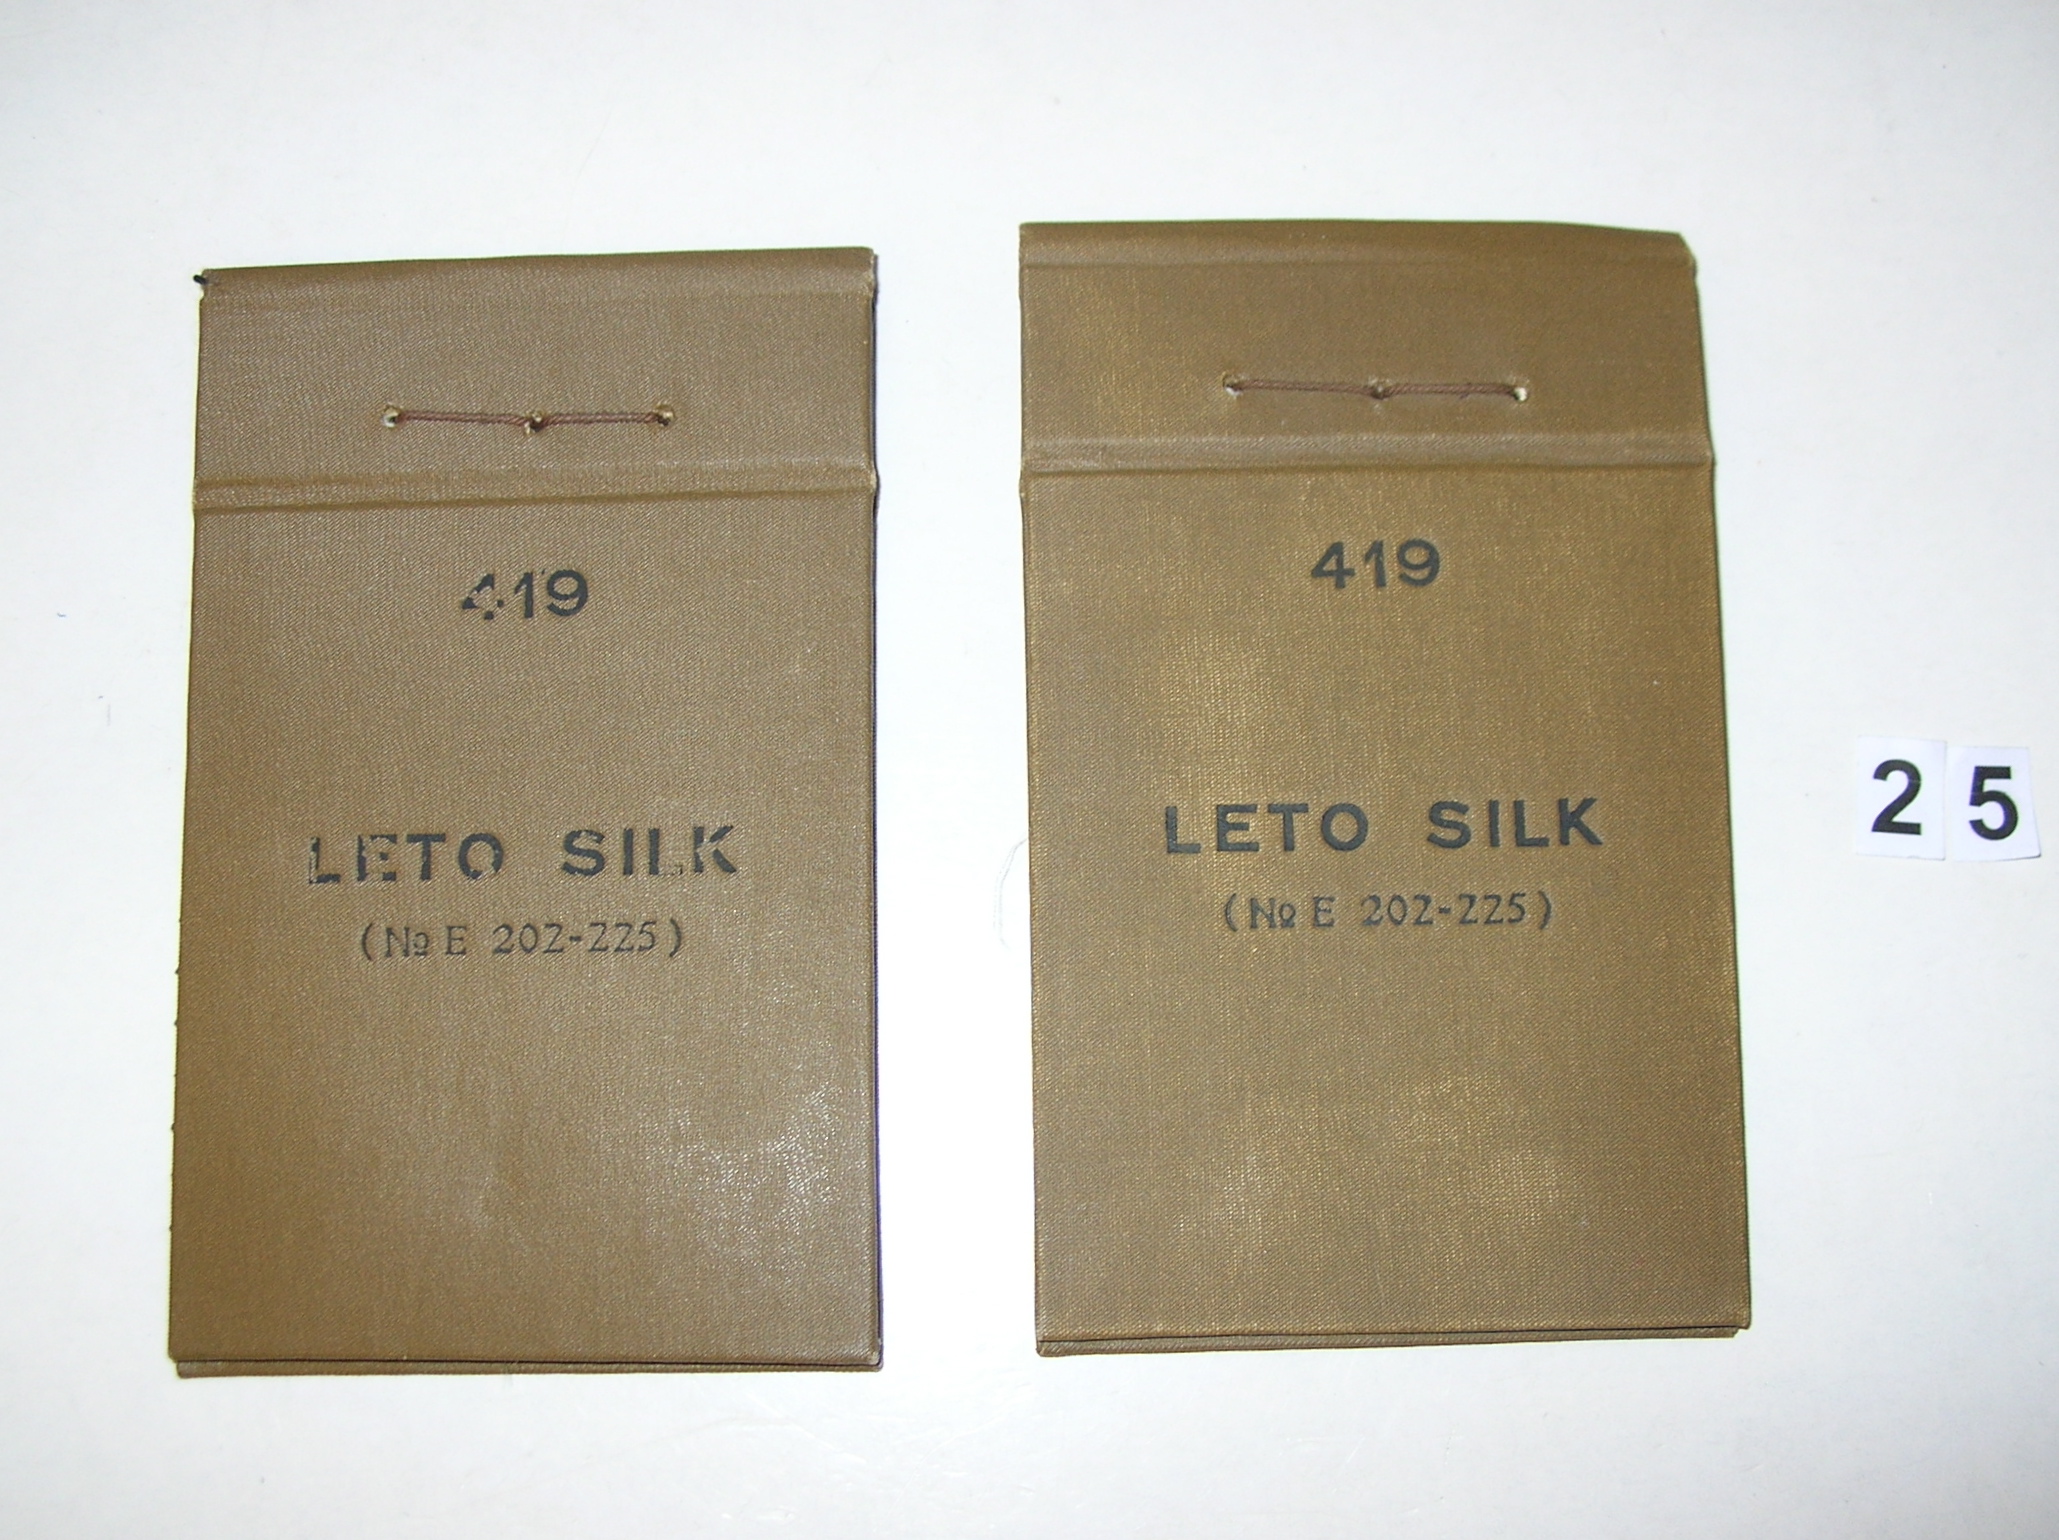 419
LETO SILK
(№ E 202-225)
419
LETO SILK
(№ E 202-225)
25